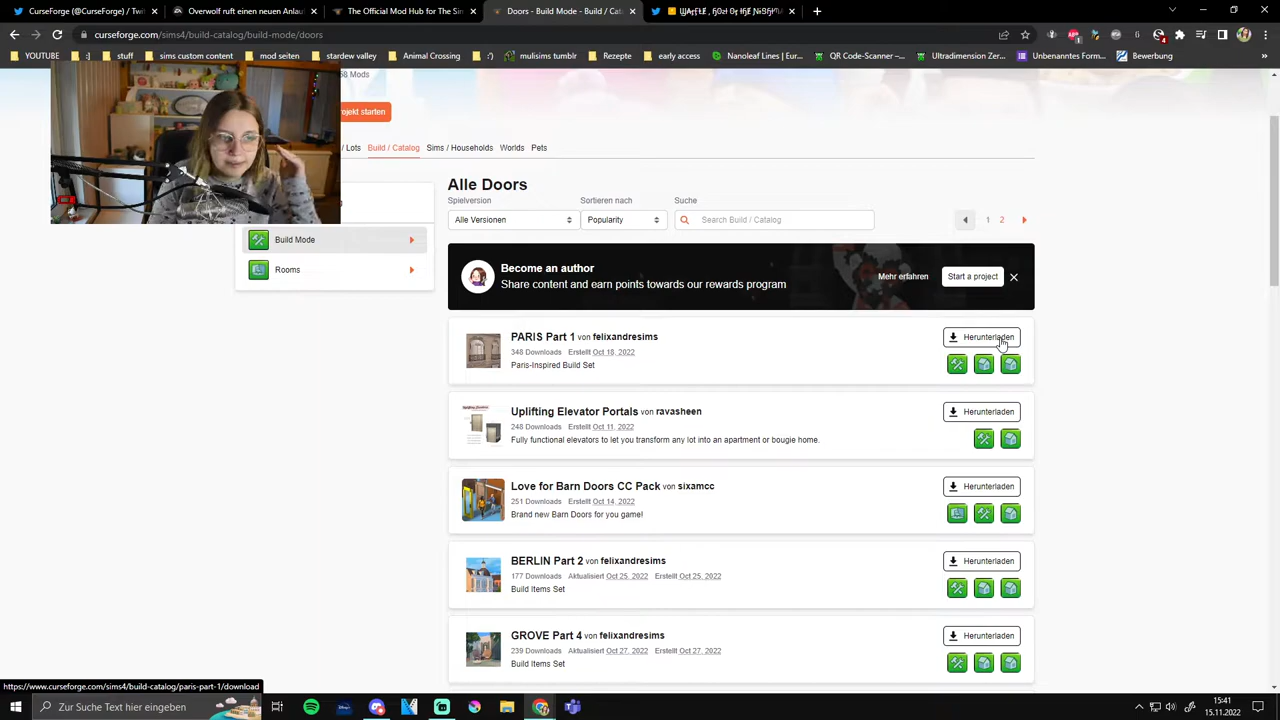 CurseForge (@CurseForge) / Twit
Overwolf ruft einen neuen Anlau
The Official Mod Hub for The Sin
Doors - Build-Mode - Build / Cata
curseforge.com/sims4/build-catalog/build-mode/doors
YOUTUBE
:)
stuffe
sims custom content
mod seiten
stardew valley
Animal Crossing
:)
mulisims tumblr
Rezepte
early access
Nanoleaf Lines | Eur...
QR Code-Scanner –...
Ultradimension Zer...
Unbenanntes Form...
Bewerbung
Mods
rojekt starten
/ Lots
Build / Catalog
Sims / Households
Worlds
Pets
Alle Doors
Spielversion
Sortieren nach
Suche
Alle Versionen
Popularity
Search Build / Catalog
1
2
Build Mode
Rooms
Become an author
Share content and earn points towards our rewards program
Mehr erfahren
Start a project
PARIS Part 1 von felixandresims
Herunterladen
348 Downloads Erstellt Oct 18, 2022
Paris-Inspired Build Set
Uplifting Elevator Portals von ravasheen
Herunterladen
248 Downloads Erstellt Oct 11, 2022
Fully functional elevators to let you transform any lot into an apartment or bougie home.
Love for Barn Doors CC Pack von sixamcc
Herunterladen
251 Downloads Erstellt Oct 14, 2022
Brand new Barn Doors for you game!
BERLIN Part 2 von felixandresims
Herunterladen
177 Downloads Aktualisiert Oct 25, 2022 Erstellt Oct 25, 2022
Build Items Set
GROVE Part 4 von felixandresims
Herunterladen
239 Downloads Aktualisiert Oct 27, 2022 Erstellt Oct 27, 2022
Build Items Set
https://www.curseforge.com/sims4/build-catalog/paris-part-1/download
Zur Suche Text hier eingeben
15:41
15.11.2022